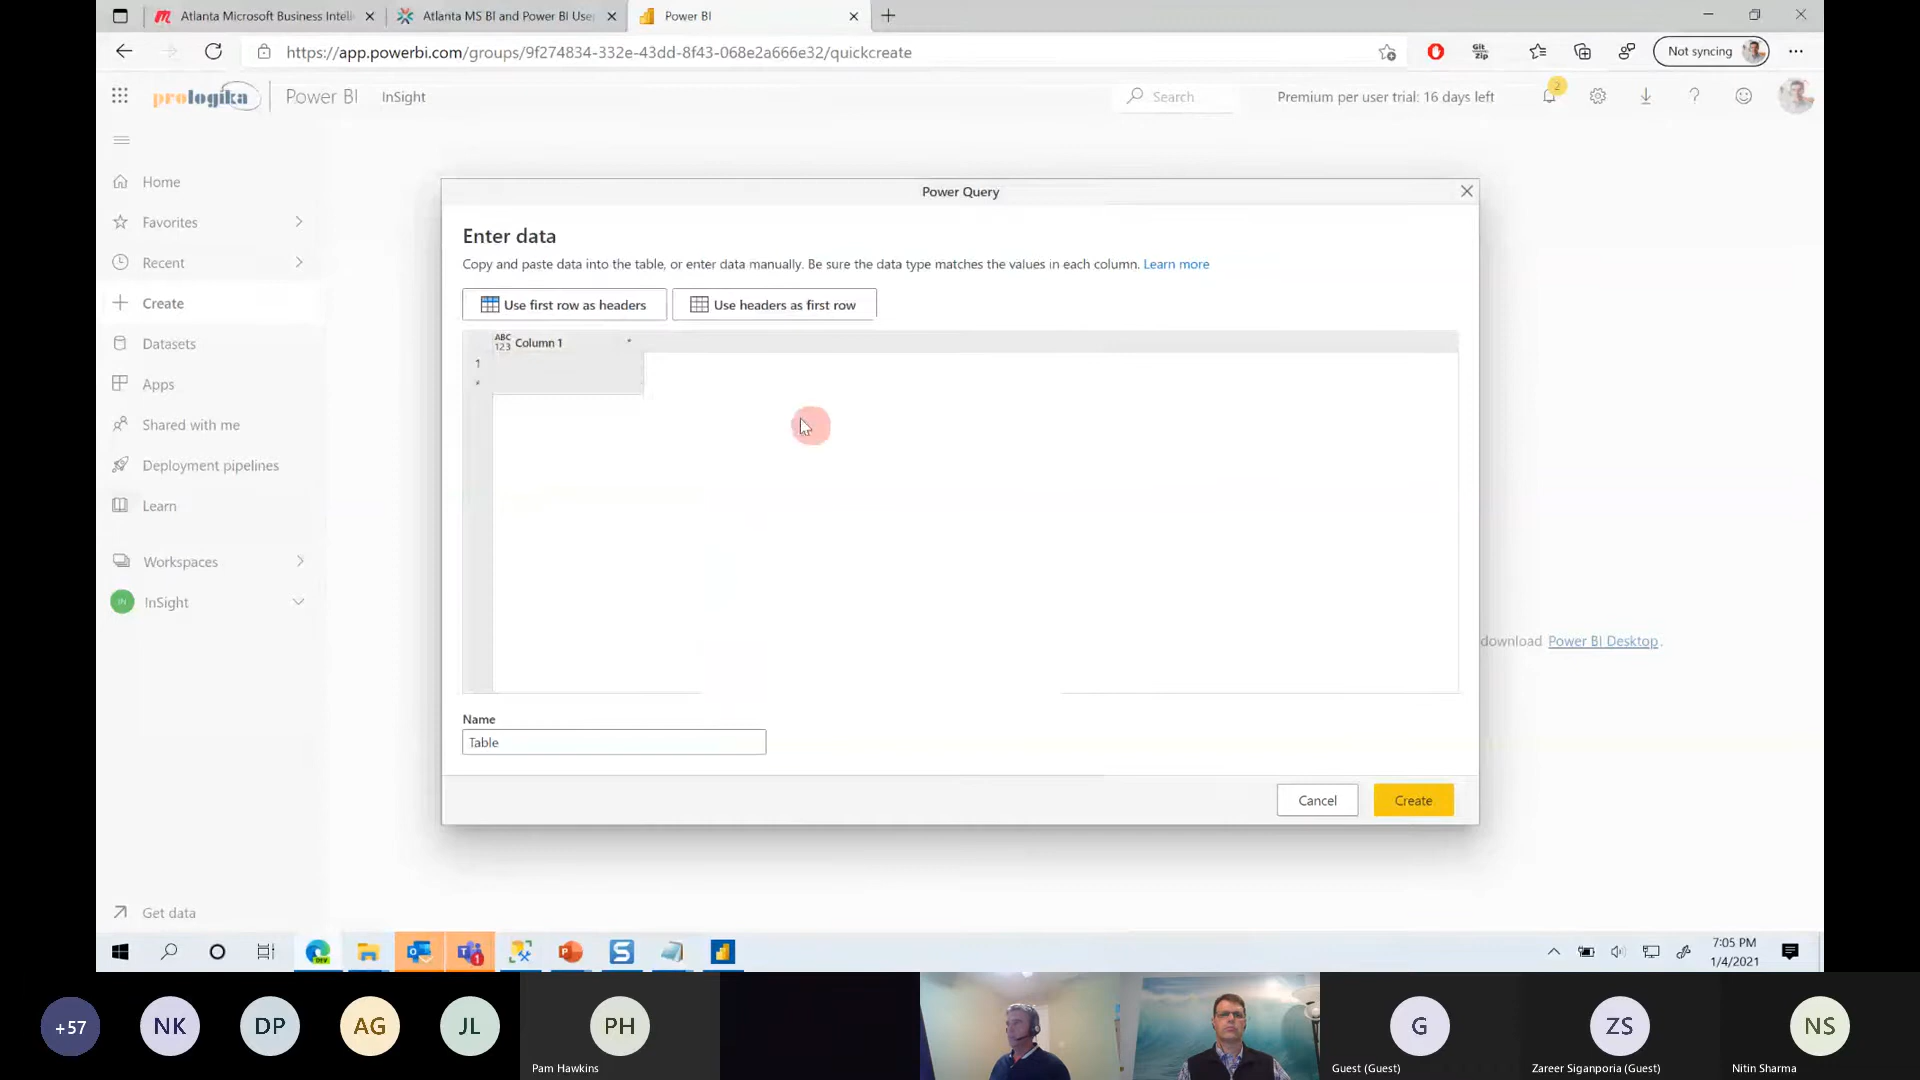 Atlanta Microsoft Business Intelli
Atlanta MS BI and Power BI Use
Power BI
https://app.powerbi.com/groups/9f274834-332e-43dd-8f43-068e2a666e32/quickcreate
Git
Zip
Not syncing
prologika
Power BI
InSight
Search
Premium per user trial: 16 days left
2
Home
Favorites
Recent
Create
Datasets
Apps
Shared with me
Deployment pipelines
Learn
Workspaces
IN
InSight
Get data
Power Query
Enter data
Copy and paste data into the table, or enter data manually. Be sure the data type matches the values in each column. Learn more
Use first row as headers
Use headers as first row
ABC
123
Column 1
*
1
*
Name
Table
Cancel
Create
download Power BI Desktop.
DEV
1
7:05 PM
1/4/2021
+57
NK
DP
AG
JL
PH
Pam Hawkins
G
Guest (Guest)
ZS
Zareer Siganporia (Guest)
NS
Nitin Sharma